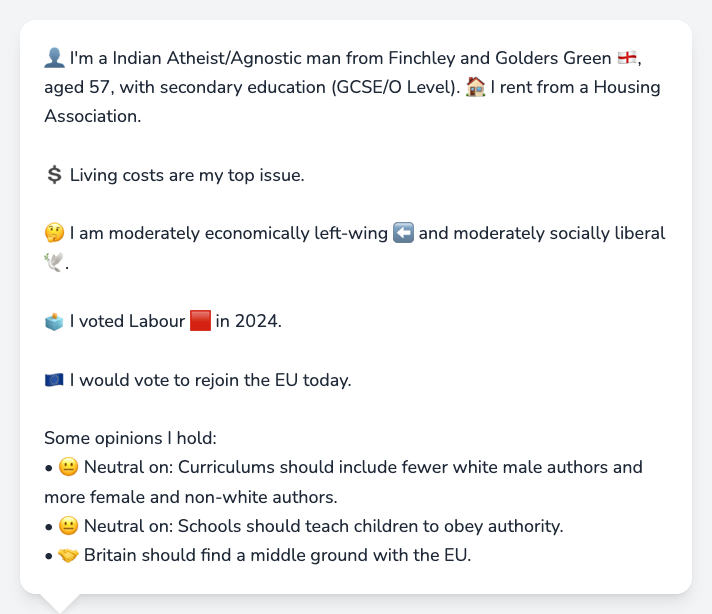 👤 I'm a Indian Atheist/Agnostic man from Finchley and Golders Green 🏴󠁧󠁢󠁥󠁮󠁧󠁿,
aged 57, with secondary education (GCSE/O Level). 🏠 I rent from a Housing
Association.
💲 Living costs are my top issue.
🤔 I am moderately economically left-wing ⬅️ and moderately socially liberal
🕊️.
🗳️ I voted Labour 🟥 in 2024.
🇪🇺 I would vote to rejoin the EU today.
Some opinions I hold:
• 😐 Neutral on: Curriculums should include fewer white male authors and
more female and non-white authors.
• 😐 Neutral on: Schools should teach children to obey authority.
• 🤝 Britain should find a middle ground with the EU.